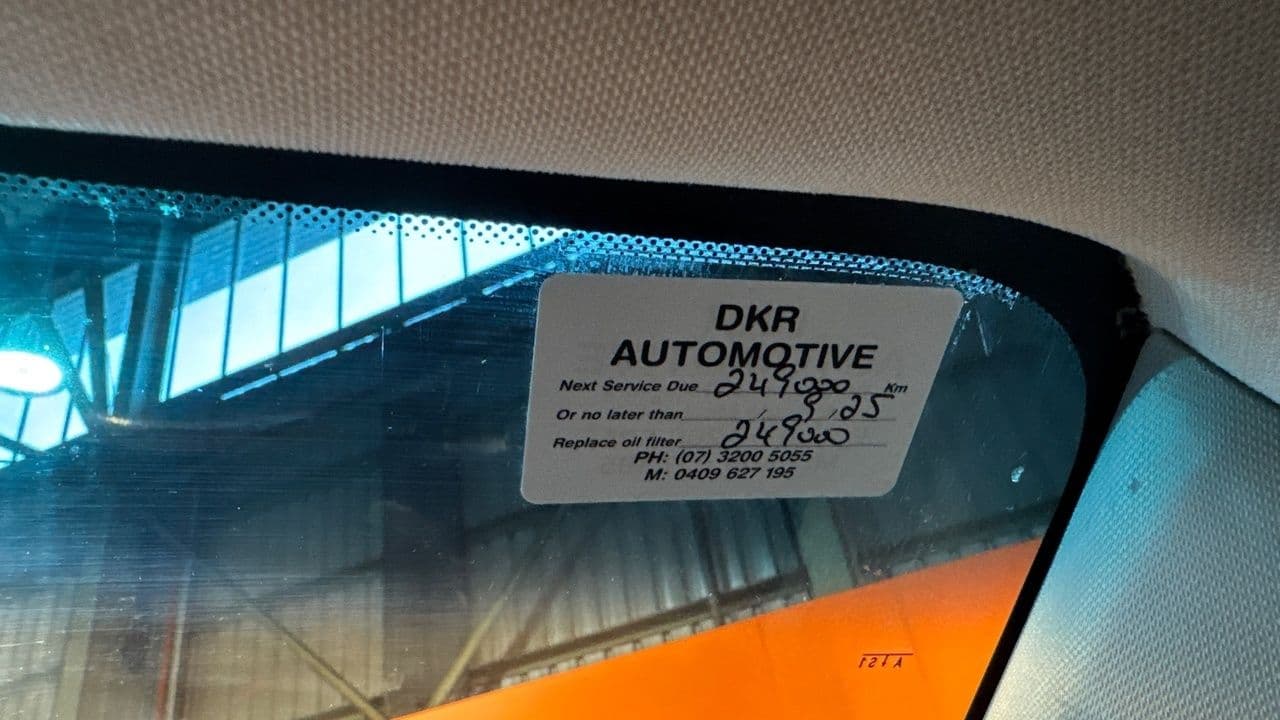 DKR
AUTOMOTIVE
Next Service Due 249000 Km
Or no later than , 9 , 25
Replace oil filter 249000
PH: (07) 3200 5055
M: 0409 627 195